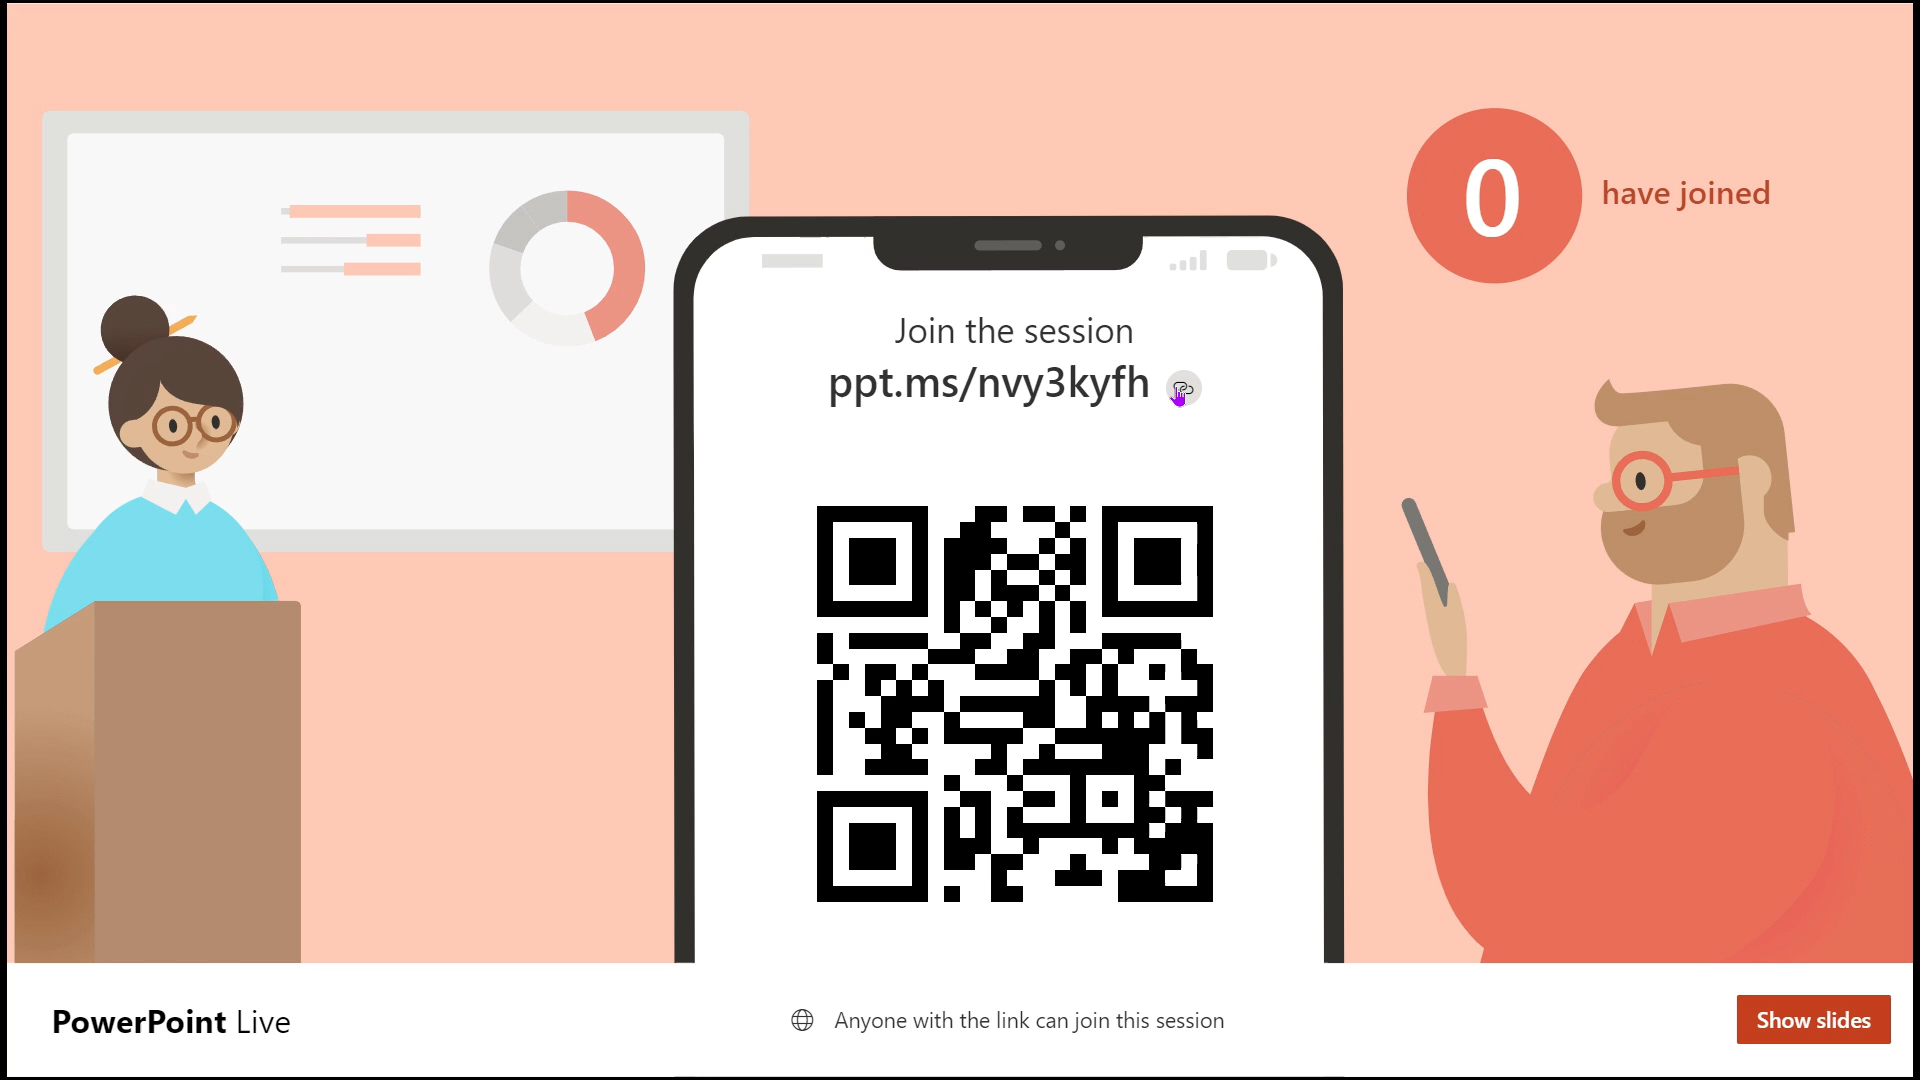 0 have joined
Join the session
ppt.ms/nvy3kyfh
PowerPoint Live
Anyone with the link can join this session
Show slides